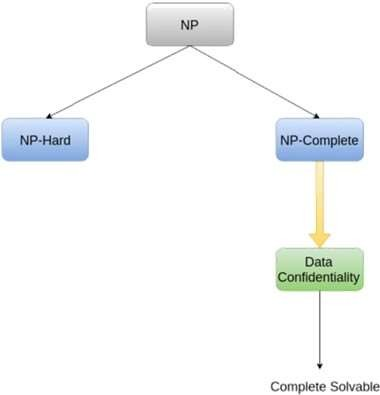 NP
NP-Hard
NP-Complete
Data
Confidentiality
Complete Solvable